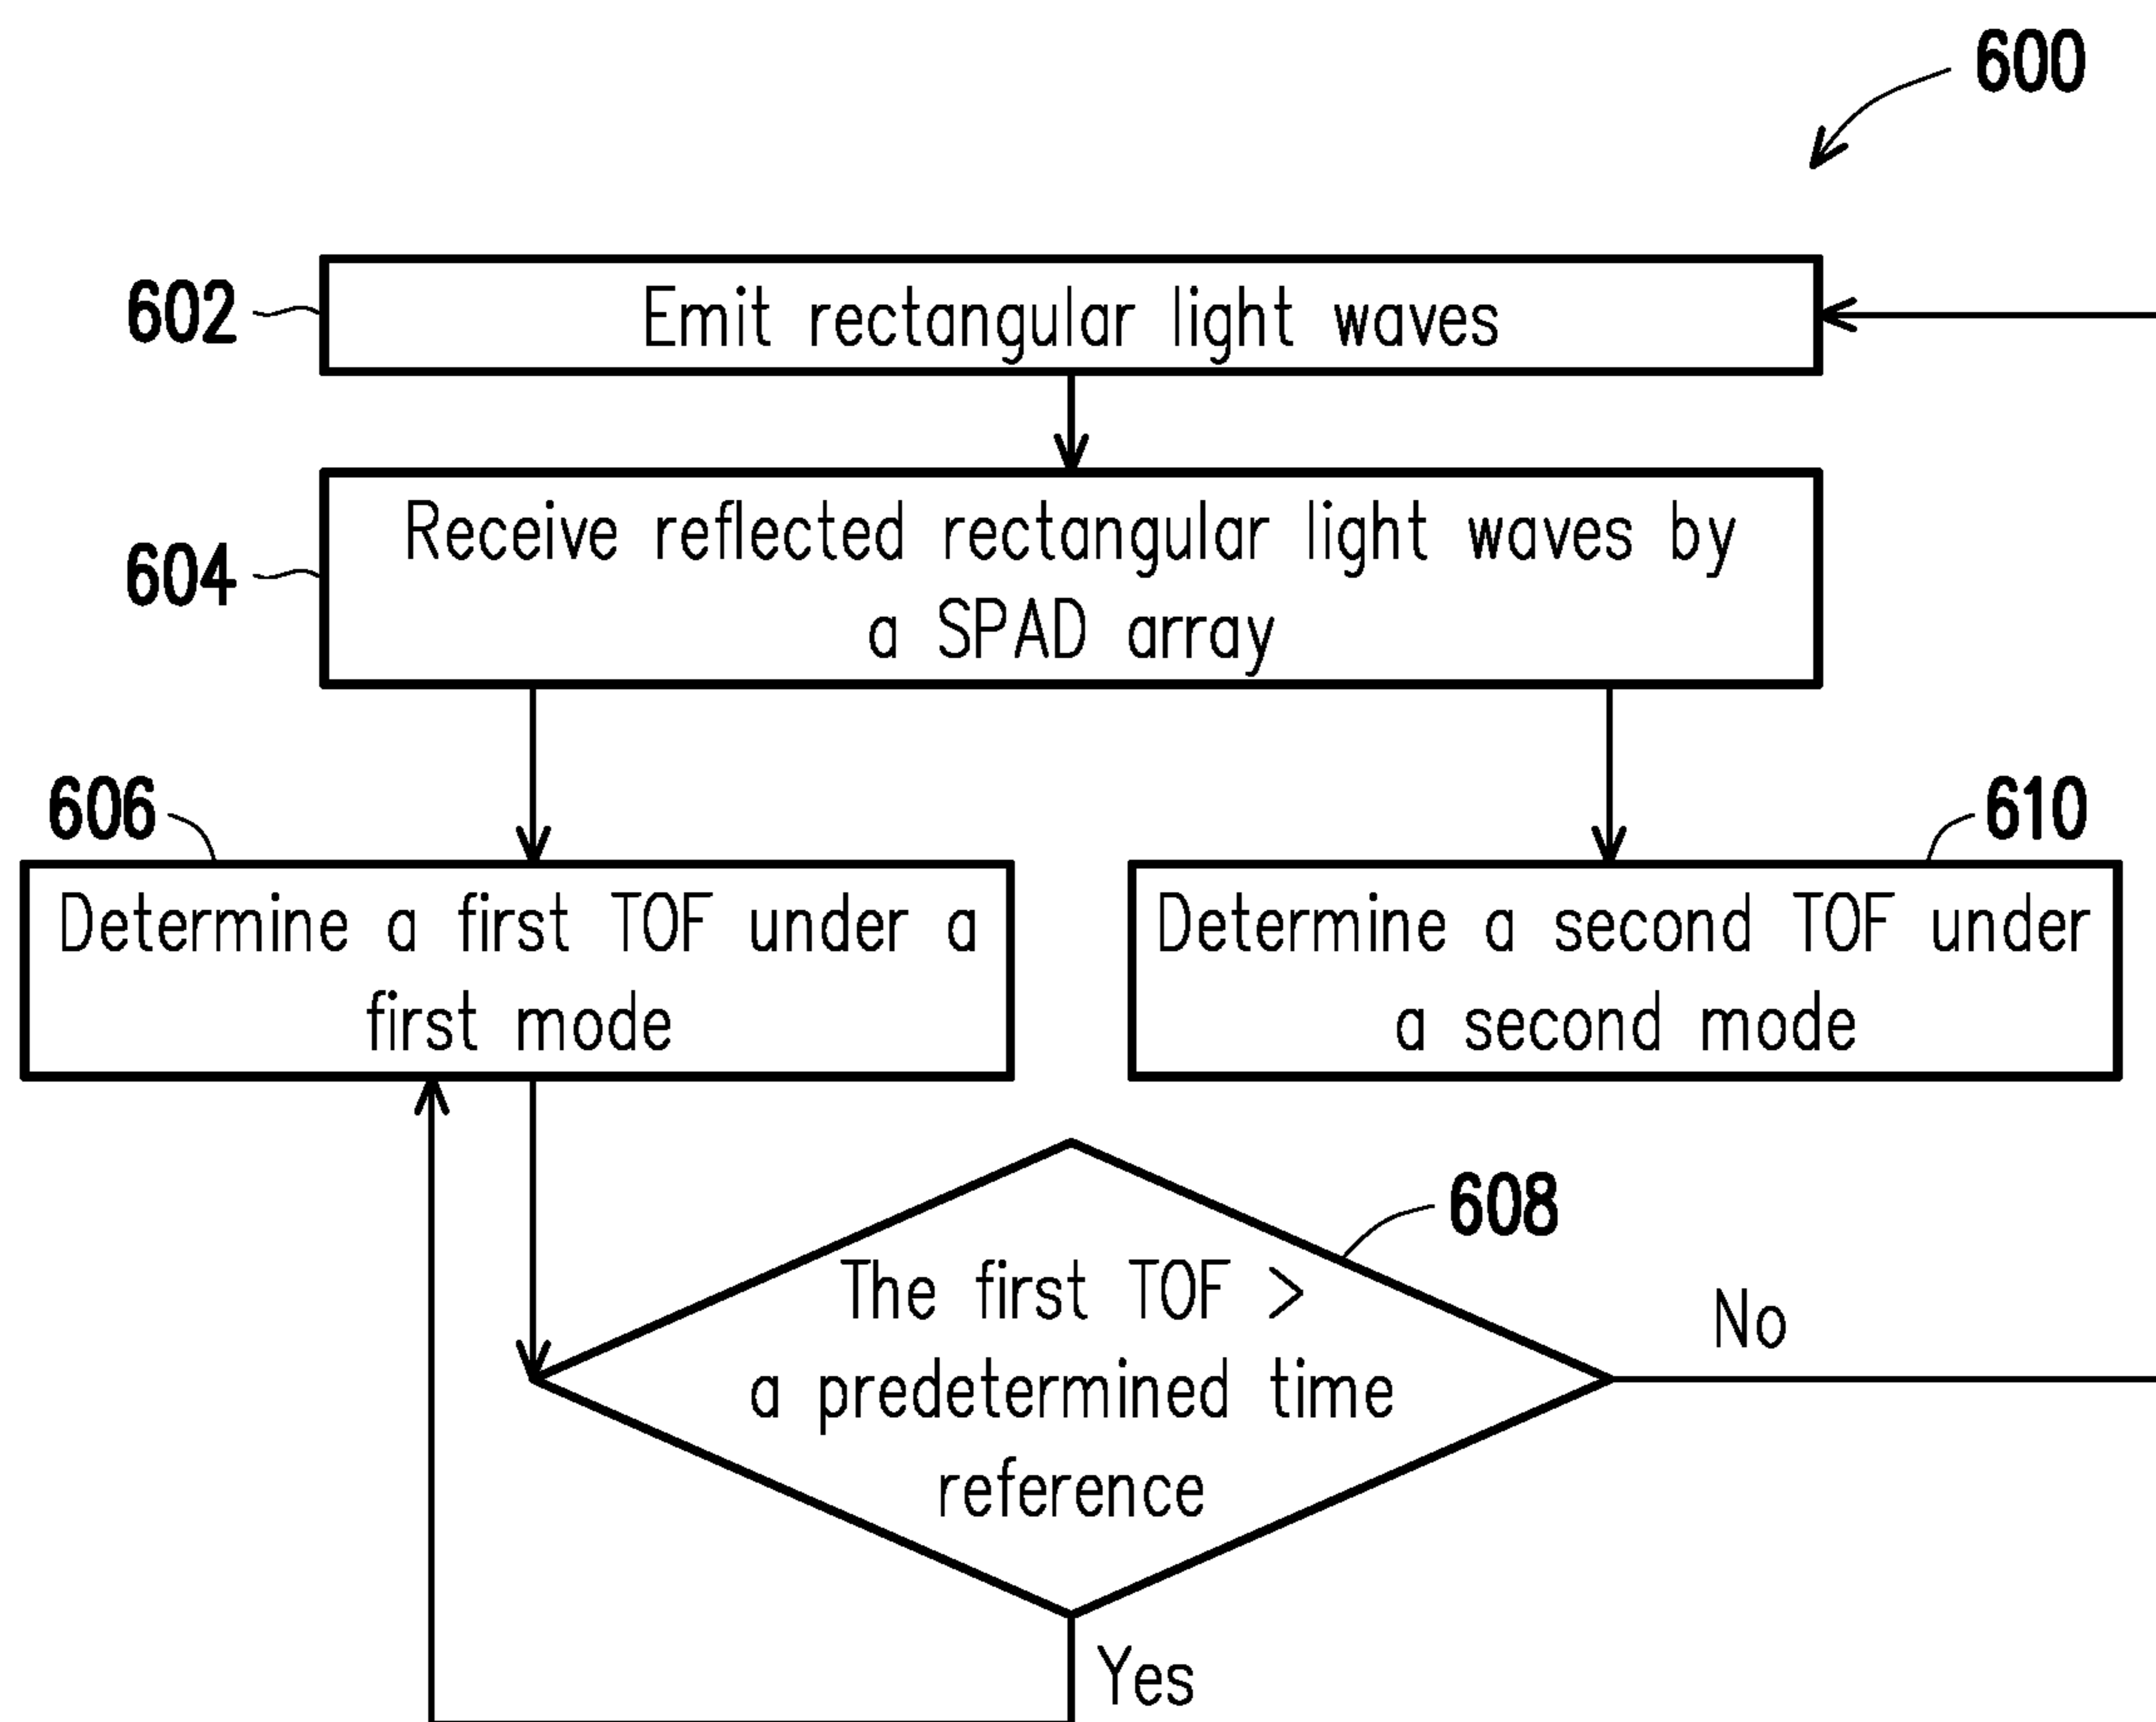 600
602
Emit rectangular light waves
604
Receive reflected rectangular light waves by
a SPAD array
606
Determine a first TOF under a
first mode
610
Determine a second TOF under
a second mode
608
The first TOF >
a predetermined time
reference
No
Yes